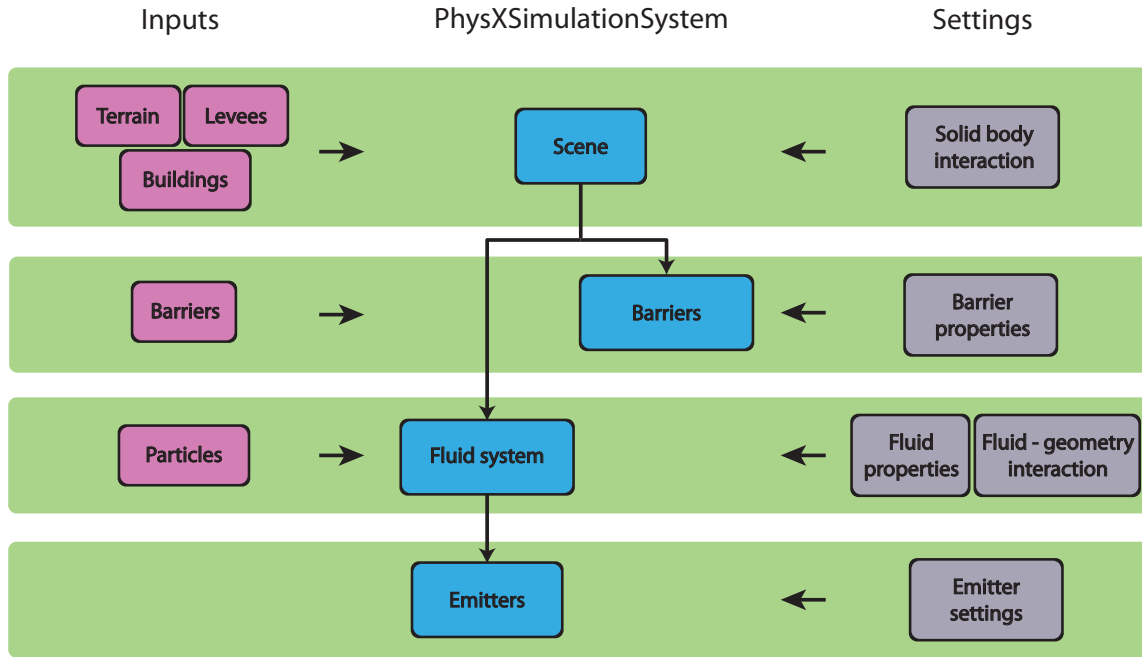 Inputs
PhysXSimulationSystem
Settings
Terrain
Levees
Buildings
Scene
Solid body
interaction
Barriers
Barriers
Barrier
properties
Particles
Fluid system
Fluid
properties
Fluid - geometry
interaction
Emitters
Emitter
settings